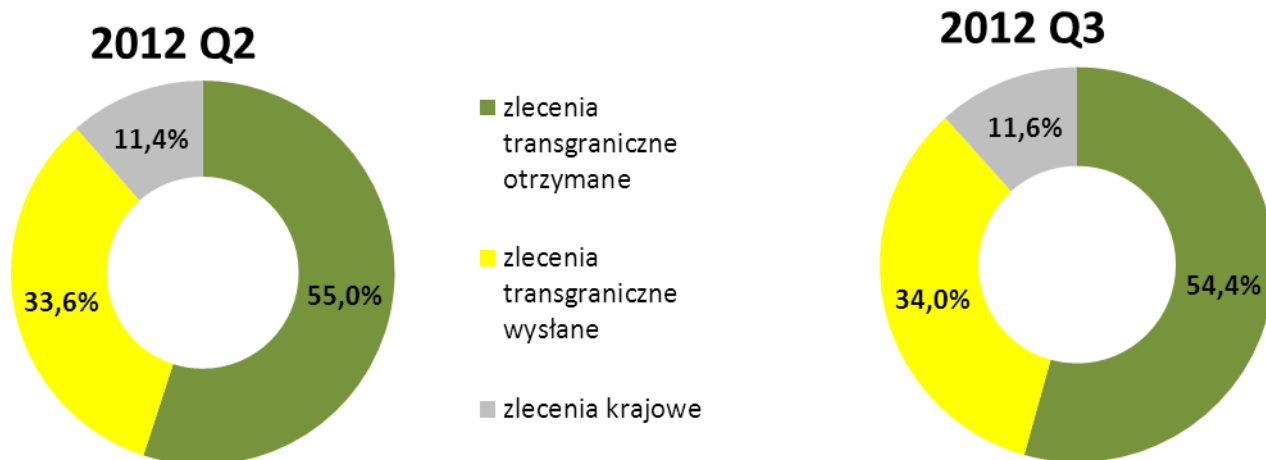 2012 Q2
11,4%
33,6%
55,0%
zlecenia
transgraniczne
otrzymane
zlecenia
transgraniczne
wysłane
zlecenia krajowe
2012 Q3
11,6%
34,0%
54,4%